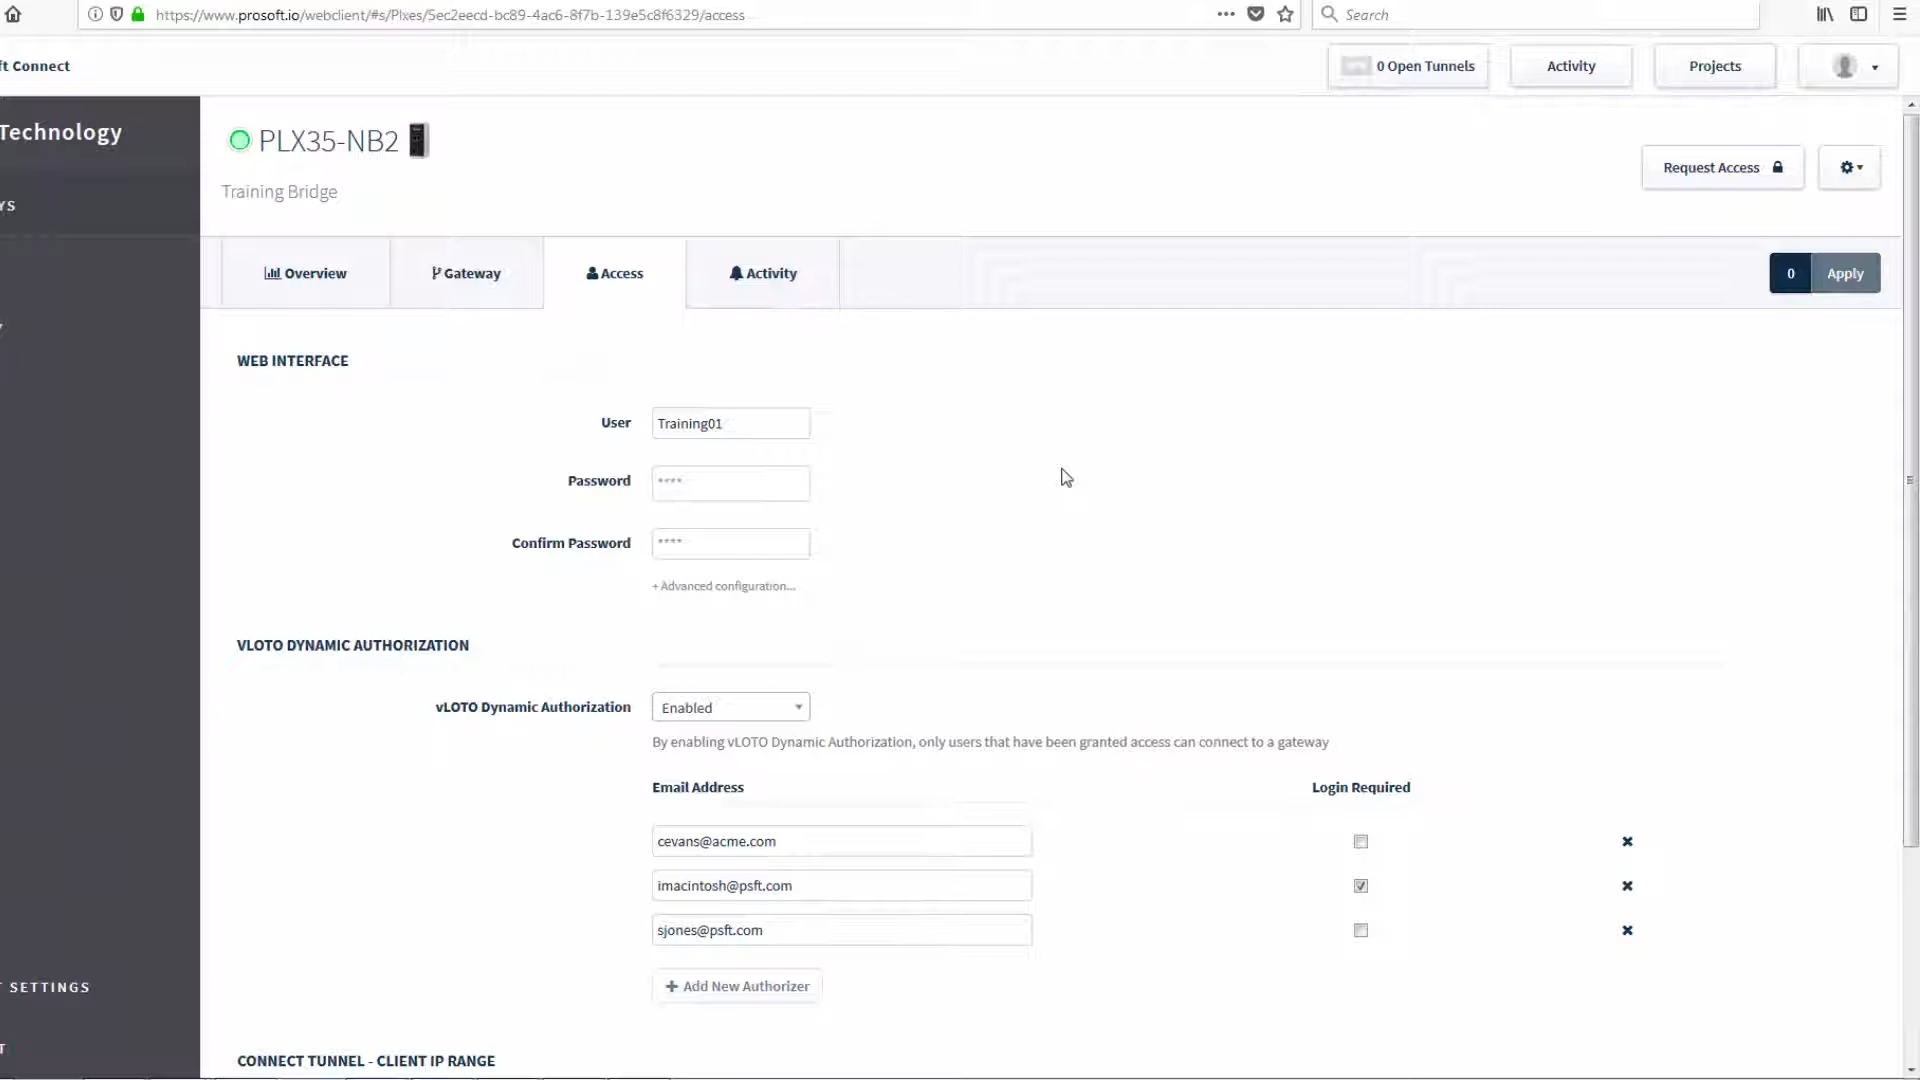 https://www.prosoft.io/webclient/#s/Plxes/5ec2eecd-bc89-4ac6-8f7b-139e5c8f6329/access
Search
ft Connect
0 Open Tunnels
Activity
Projects
Technology
PLX35-NB2
Training Bridge
Request Access
YS
Overview
Gateway
Access
Activity
0
Apply
WEB INTERFACE
User
Training01
Password
****
Confirm Password
****
+ Advanced configuration...
VLOTO DYNAMIC AUTHORIZATION
vLOTO Dynamic Authorization
Enabled
By enabling vLOTO Dynamic Authorization, only users that have been granted access can connect to a gateway
Email Address
Login Required
cevans@acme.com
imacintosh@psft.com
sjones@psft.com
+ Add New Authorizer
T SETTINGS
T
CONNECT TUNNEL - CLIENT IP RANGE